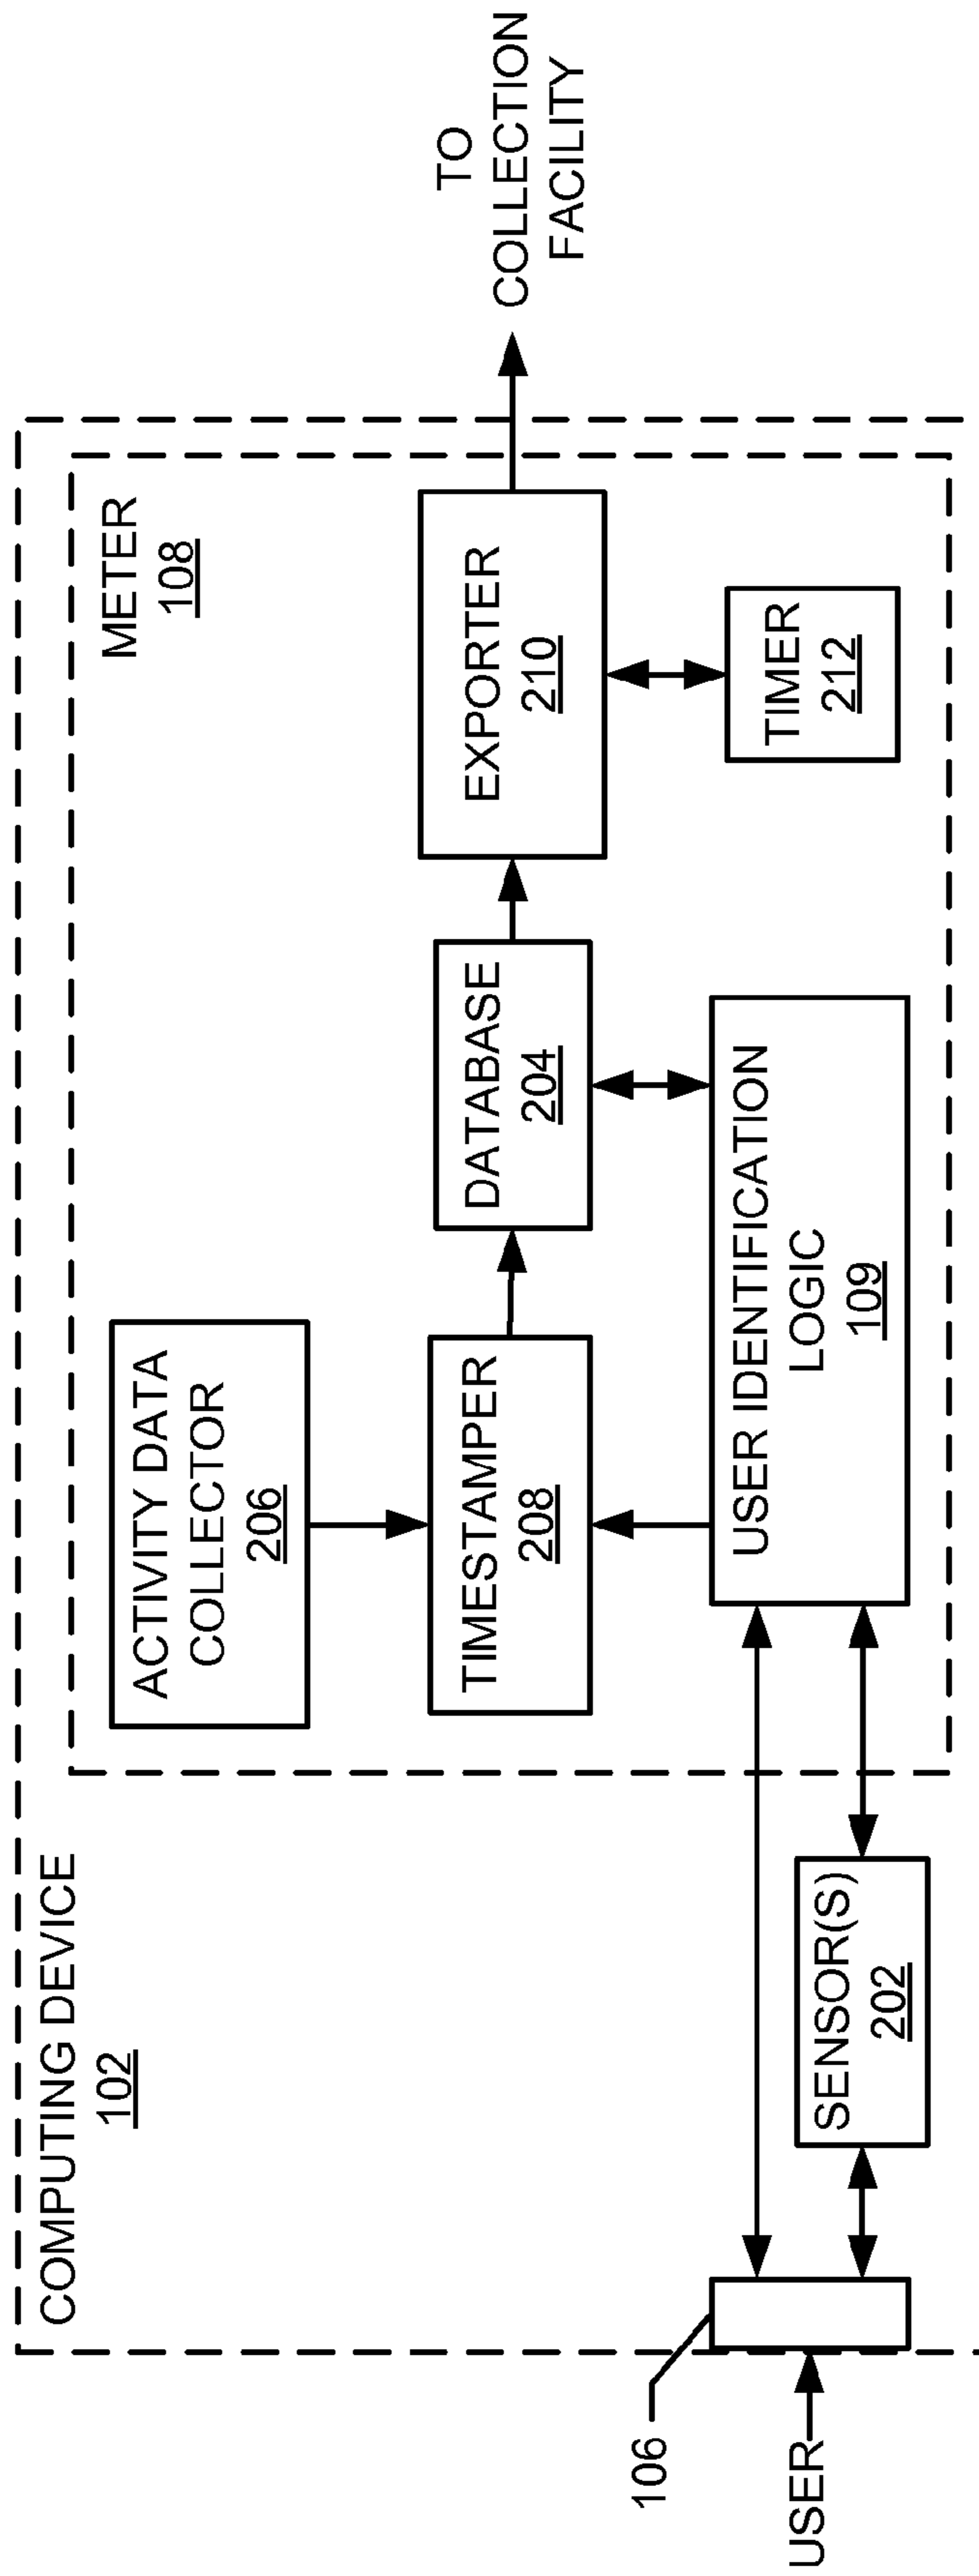 COMPUTING DEVICE
102
METER
108
ACTIVITY DATA
COLLECTOR
206
TIMESTAMPER
208
DATABASE
204
EXPORTER
210
TIMER
212
TO
COLLECTION
FACILITY
USER IDENTIFICATION
LOGIC
109
SENSOR(S)
202
106
USER